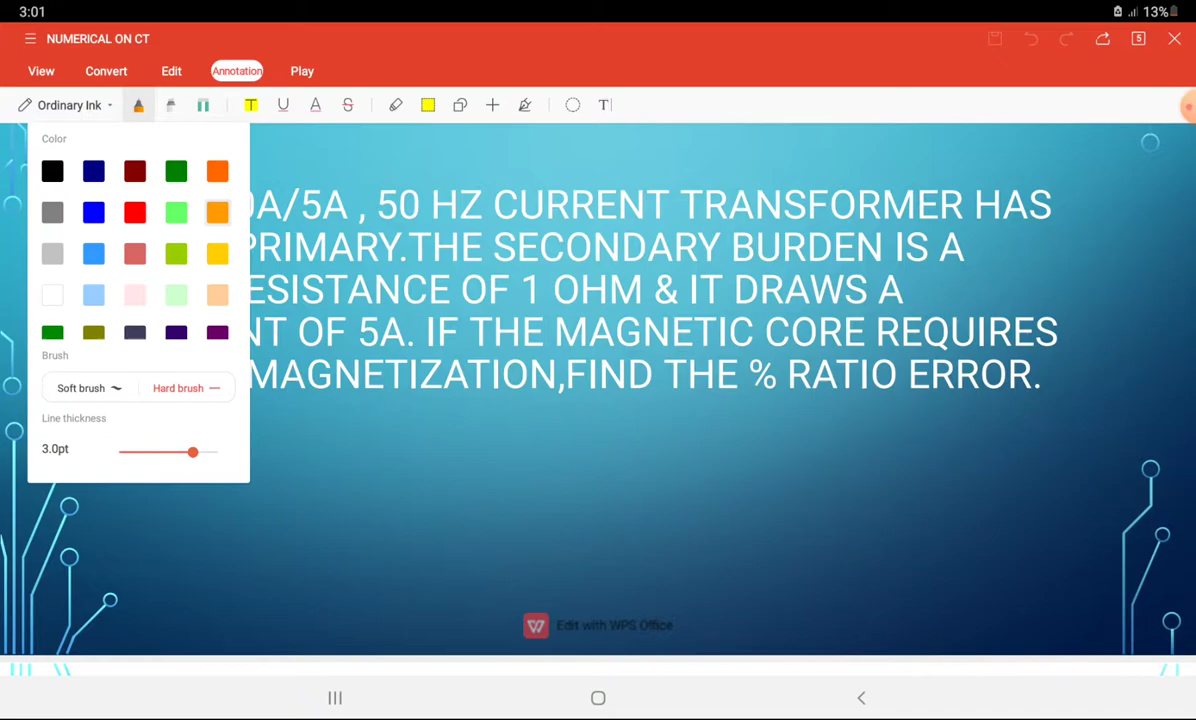 3:01
13%
NUMERICAL ON CT
5
View Convert Edit Annotation Play
Ordinary Ink T U A S T
Color
0A/5A , 50 HZ CURRENT TRANSFORMER HAS
PRIMARY.THE SECONDARY BURDEN IS A
ESISTANCE OF 1 OHM & IT DRAWS A
NT OF 5A. IF THE MAGNETIC CORE REQUIRES
MAGNETIZATION,FIND THE % RATIO ERROR.
Brush
Soft brush Hard brush
Line thickness
3.0pt
Edit with WPS Office